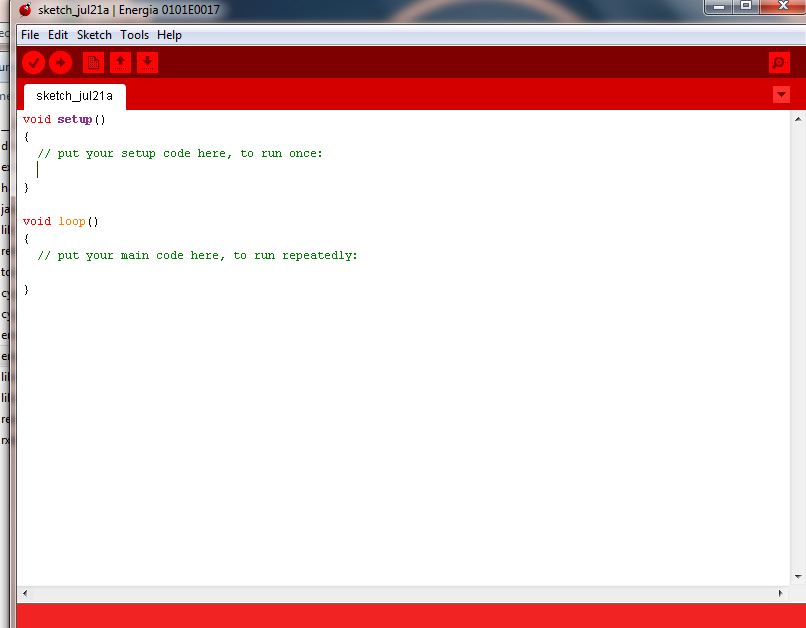 sketch_jul21a | Energia 0101E0017
File Edit Sketch Tools Help
sketch_jul21a
void setup()
{
  // put your setup code here, to run once:
}
void loop()
{
  // put your main code here, to run repeatedly:
}